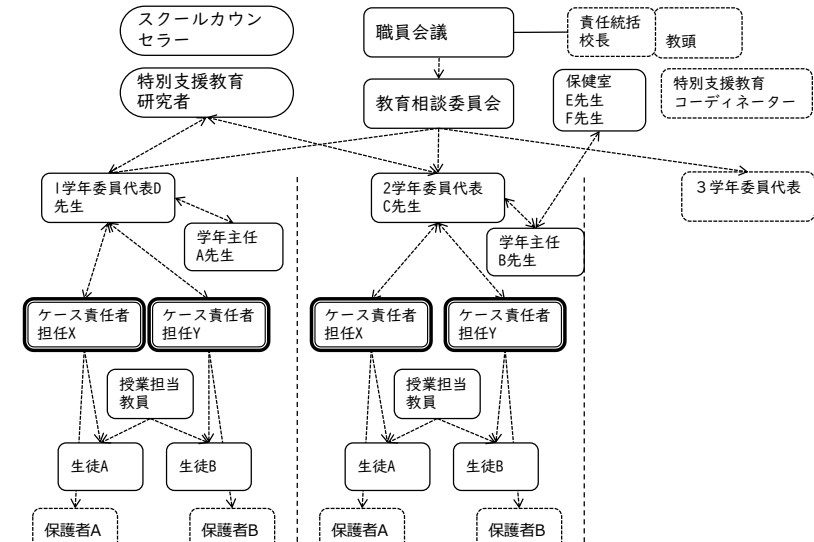 スクールカウン
セラー
職員会議
責任統括
校長
教頭
特別支援教育
研究者
教育相談委員会
保健室
E先生
F先生
特別支援教育
コーディネーター
1学年委員代表D
先生
2学年委員代表
C先生
3学年委員代表
学年主任
A先生
学年主任
B先生
ケース責任者
担任X
ケース責任者
担任Y
ケース責任者
担任X
ケース責任者
担任Y
授業担当
教員
授業担当
教員
生徒A
生徒B
生徒A
生徒B
保護者A
保護者B
保護者A
保護者B